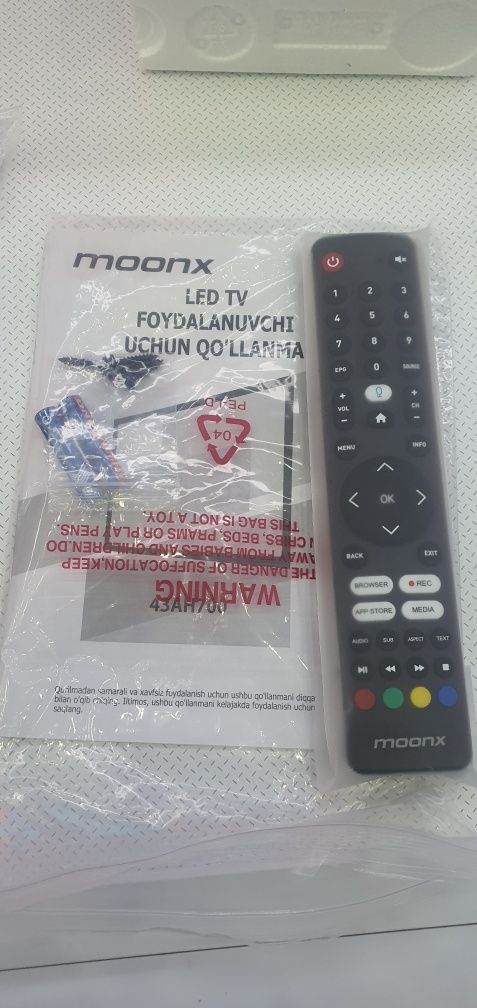 moonx
LED TV
FOYDALANUVCHI
UCHUN QO'LLANMA
PE-LD
04
WARNING
THE DANGER OF SUFFOCATION, KEEP
AWAY FROM BABIES AND CHILDREN.DO
CRIBS, BEDS, PRAMS OR PLAY PENS.
THIS BAG IS NOT A TOY.
43AH700
Qurilmadan samarali va xavfsiz foydalanish uchun ushbu qo'llanmani diqqa
bilan o'qib chiqing. Iltimos, ushbu qo'llanmani kelajakda foydalanish uchun
saqlang.
1 2 3
4 5 6
7 8 9
EPG 0 SOURCE
+ +
VOL CH
- -
MENU INFO
OK
BACK EXIT
BROWSER REC
APP STORE MEDIA
AUDIO SUB ASPECT TEXT
moonx